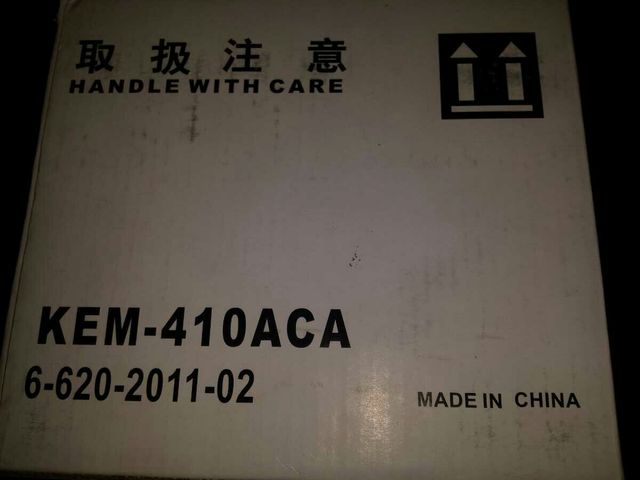 取扱注意
HANDLE WITH CARE
KEM-410ACA
6-620-2011-02
MADE IN CHINA